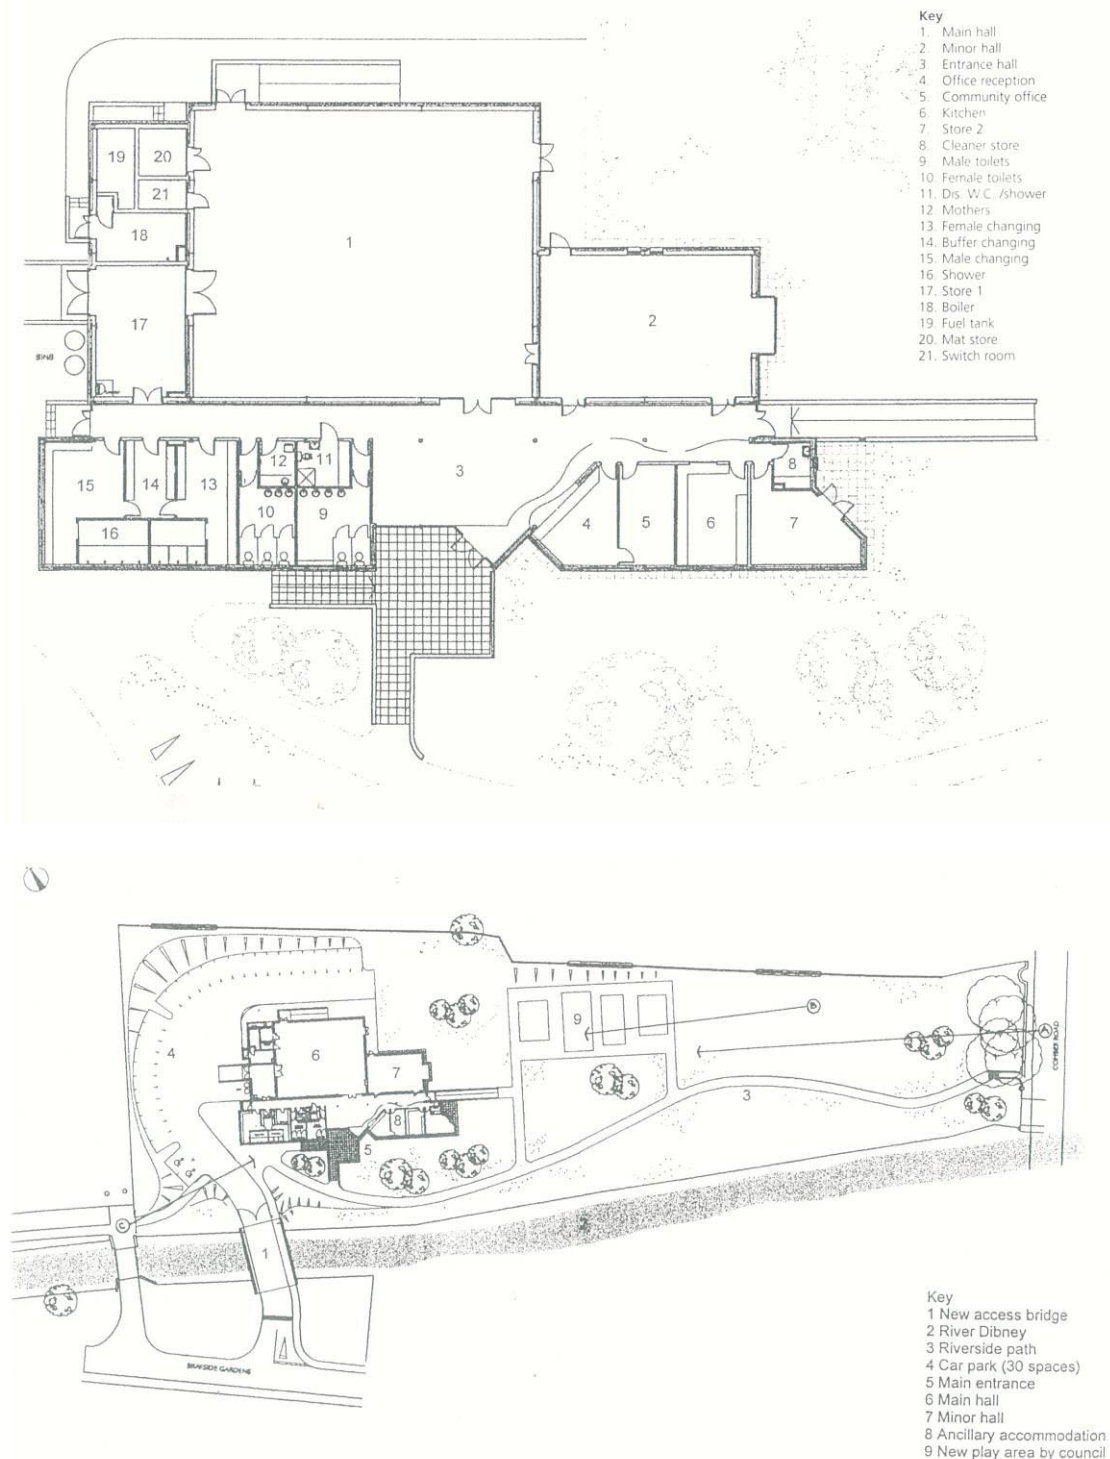 Key
1. Main hall
2. Minor hall
3. Entrance hall
4. Office reception
5. Community office
6. Kitchen
7. Store 2
8. Cleaner store
9. Male toilets
10. Female toilets
11. Dis. W.C. /shower
12. Mothers
13. Female changing
14. Buffer changing
15. Male changing
16. Shower
17. Store 1
18. Boiler
19. Fuel tank
20. Mat store
21. Switch room
19
20
21
18
1
17
2
BINS
3
15
14
13
12
11
8
16
10
9
4
5
6
7
4
6
7
9
B
A
COMBER ROAD
3
8
5
C
1
2
BRAESIDE GARDENS
Key
1 New access bridge
2 River Dibney
3 Riverside path
4 Car park (30 spaces)
5 Main entrance
6 Main hall
7 Minor hall
8 Ancillary accommodation
9 New play area by council